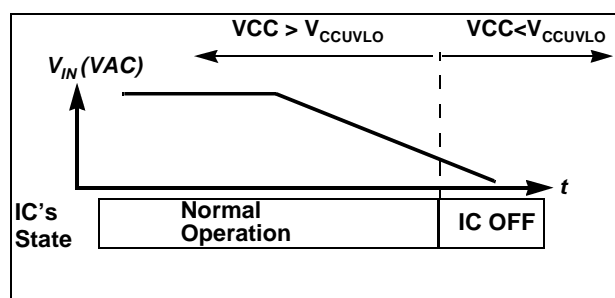 VCC > VCCUVLO
VCC<VCCUVLO
VIN (VAC)
t
IC's
State
Normal
Operation
IC OFF